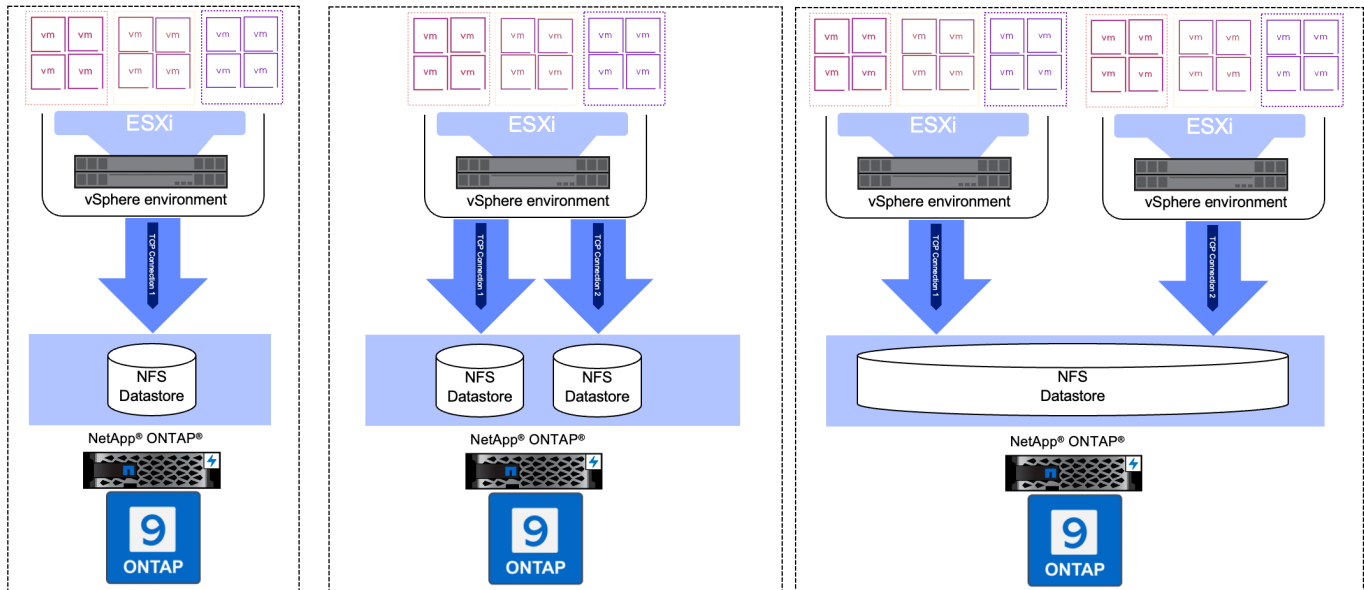 vm vm vm vm vm vm
vm vm vm vm vm vm
ESXi
vSphere environment
TCP Connection 1
NFS
Datastore
NetApp® ONTAP®
9
ONTAP
vm vm vm vm vm vm
vm vm vm vm vm vm
ESXi
vSphere environment
TCP Connection 1
TCP Connection 2
NFS
Datastore
NFS
Datastore
NetApp® ONTAP®
9
ONTAP
vm vm vm vm vm vm
vm vm vm vm vm vm
ESXi
vSphere environment
TCP Connection 1
vm vm vm vm vm vm
vm vm vm vm vm vm
ESXi
vSphere environment
TCP Connection 2
NFS
Datastore
NetApp® ONTAP®
9
ONTAP